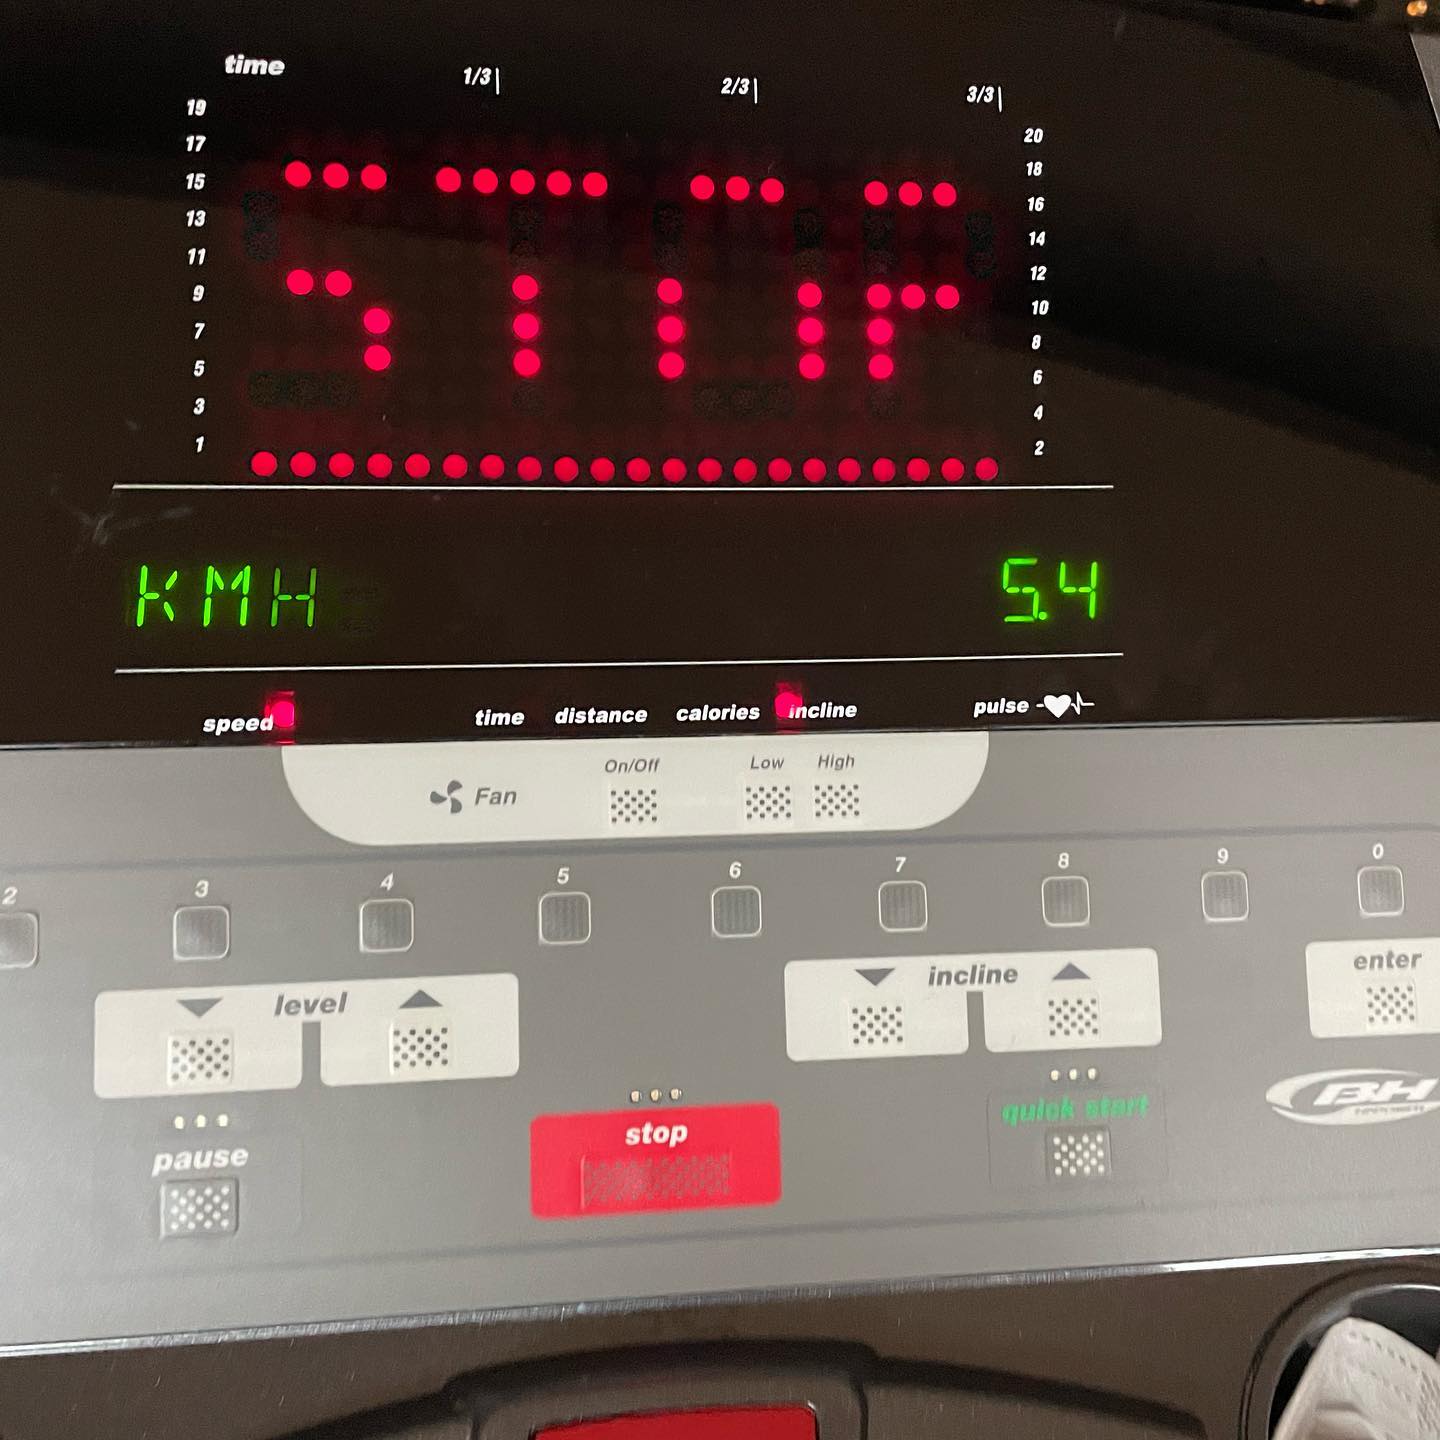 time 1/3 2/3 3/3
19
17 20
15 18
13 16
11 14
9 12
7 10
5 8
3 6
1 4
2
STOP
KMH 5.4
speed time distance calories incline pulse
Fan On/Off Low High
2 3 4 5 6 7 8 9 0
level incline enter
pause stop quick start
BH